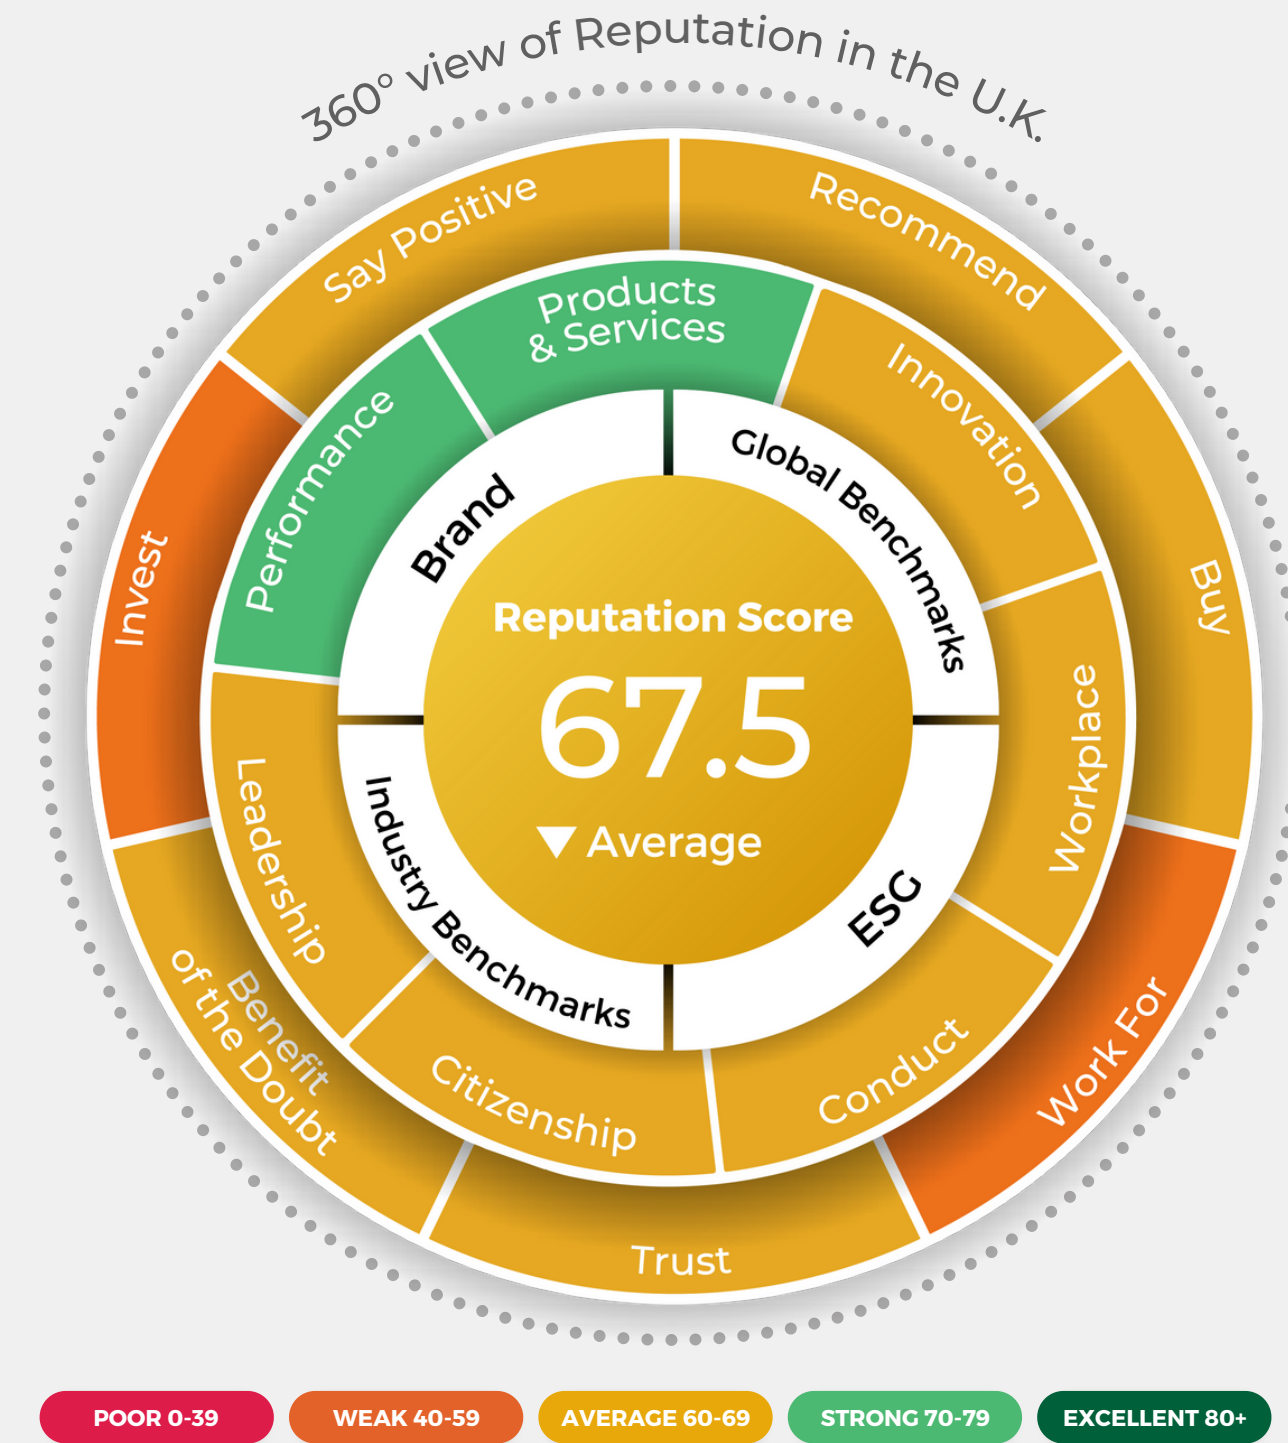 360° view of Reputation in the U.K.
Say Positive
Recommend
Buy
Work For
Trust
Benefit
of the Doubt
Invest
Products
& Services
Innovation
Workplace
Conduct
Citizenship
Leadership
Performance
Brand
Global Benchmarks
ESG
Industry Benchmarks
Reputation Score
67.5
▼ Average
POOR 0-39
WEAK 40-59
AVERAGE 60-69
STRONG 70-79
EXCELLENT 80+